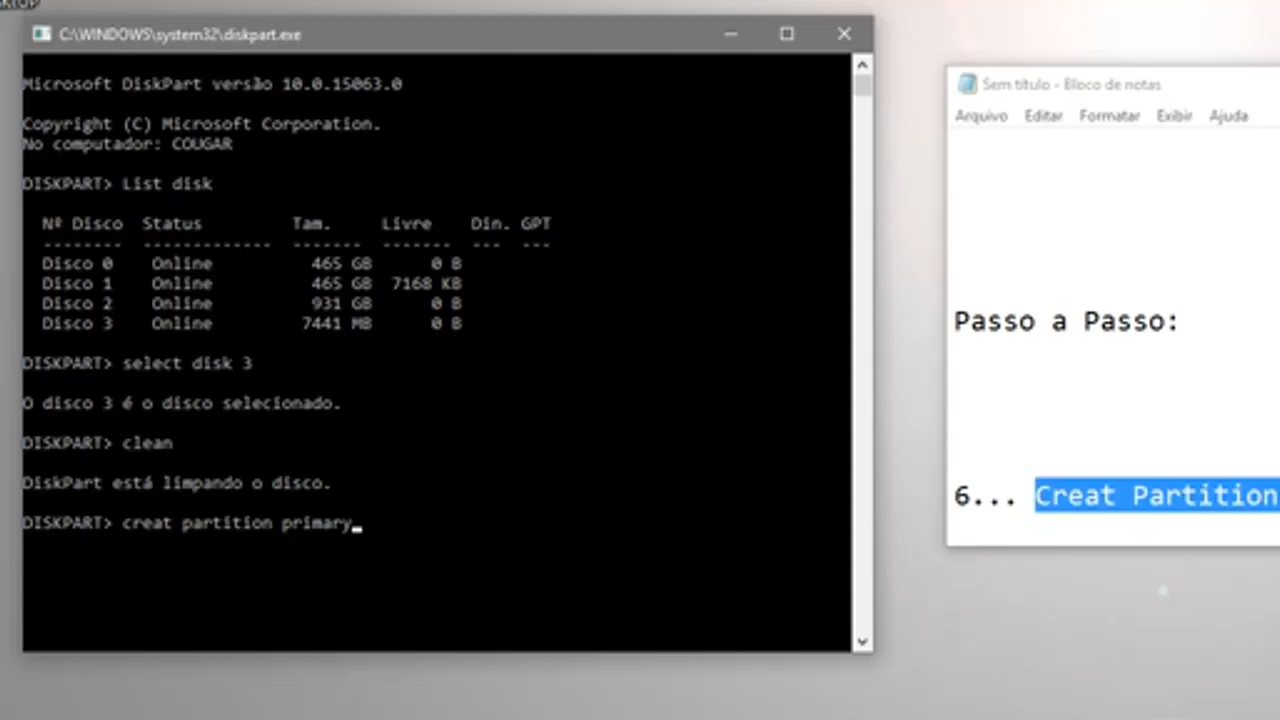 C:\WINDOWS\system32\diskpart.exe
Microsoft DiskPart versão 10.0.15063.0
Copyright (C) Microsoft Corporation.
No computador: COUGAR
DISKPART> List disk
Nº Disco Status Tam. Livre Din. GPT
-------- ------------- ------- ------- --- ---
Disco 0 Online 465 GB 0 B
Disco 1 Online 465 GB 7168 KB
Disco 2 Online 931 GB 0 B
Disco 3 Online 7441 MB 0 B
DISKPART> select disk 3
O disco 3 é o disco selecionado.
DISKPART> clean
DiskPart está limpando o disco.
DISKPART> creat partition primary
Sem título - Bloco de notas
Arquivo Editar Formatar Exibir Ajuda
Passo a Passo:
6... Creat Partition